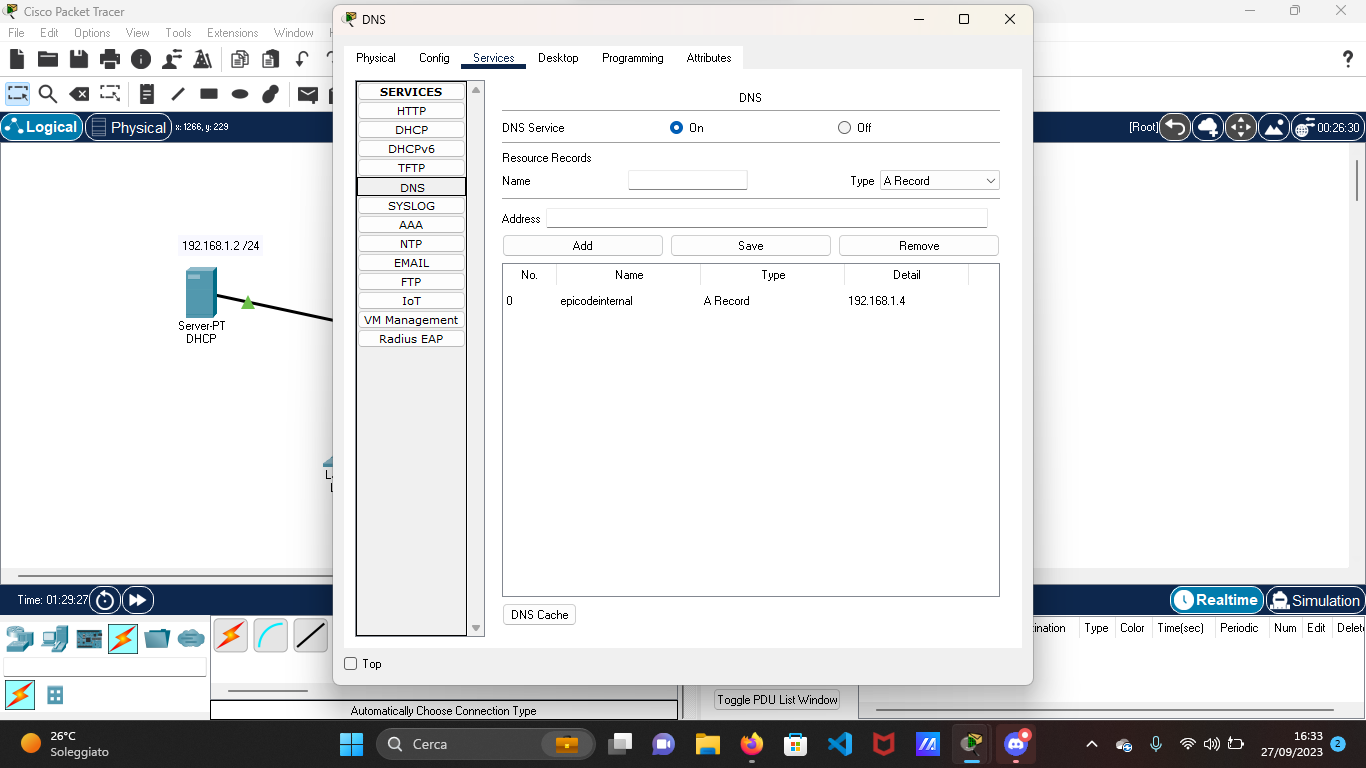 Cisco Packet Tracer
File Edit Options View Tools Extensions Window
Logical Physical x: 1266, y: 229
[Root] 00:26:30
192.168.1.2 /24
Server-PT
DHCP
DNS
Physical Config Services Desktop Programming Attributes
SERVICES
HTTP
DHCP
DHCPv6
TFTP
DNS
SYSLOG
AAA
NTP
EMAIL
FTP
IoT
VM Management
Radius EAP
DNS
DNS Service On Off
Resource Records
Name Type A Record
Address
Add Save Remove
No. Name Type Detail
0 epicodeinternal A Record 192.168.1.4
DNS Cache
Top
Time: 01:29:27
Realtime Simulation
Type Color Time(sec) Periodic Num Edit
Automatically Choose Connection Type
Toggle PDU List Window
26°C
Soleggiato
Cerca
16:33
27/09/2023 2